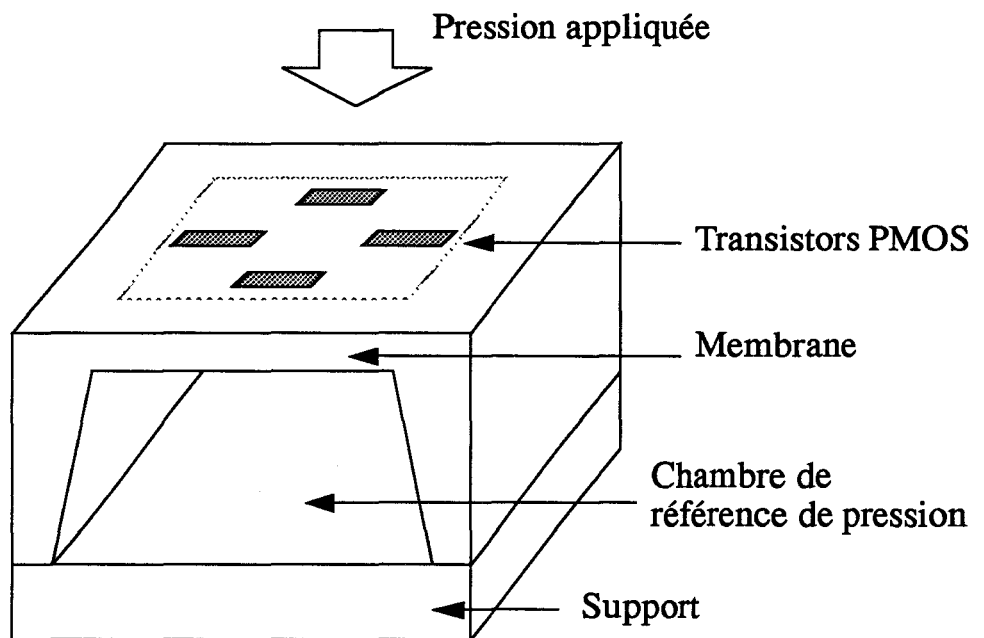 Pression appliquée
Transistors PMOS
Membrane
Chambre de
référence de pression
Support